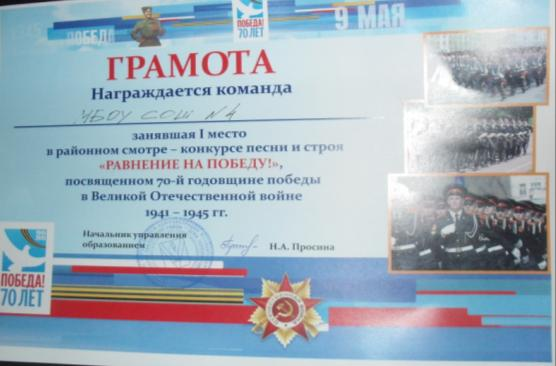 ПОБЕДА!
ПОБЕДА!
70 ЛЕТ
9 МАЯ
ГРАМОТА
Награждается команда
МБОУ СОШ №4
занявшая I место
в районном смотре – конкурсе песни и строя
«РАВНЕНИЕ НА ПОБЕДУ!»,
посвященном 70-й годовщине победы
в Великой Отечественной войне
1941 – 1945 гг.
Начальник управления
образованием
Н.А. Просина
ПОБЕДА!
70 ЛЕТ